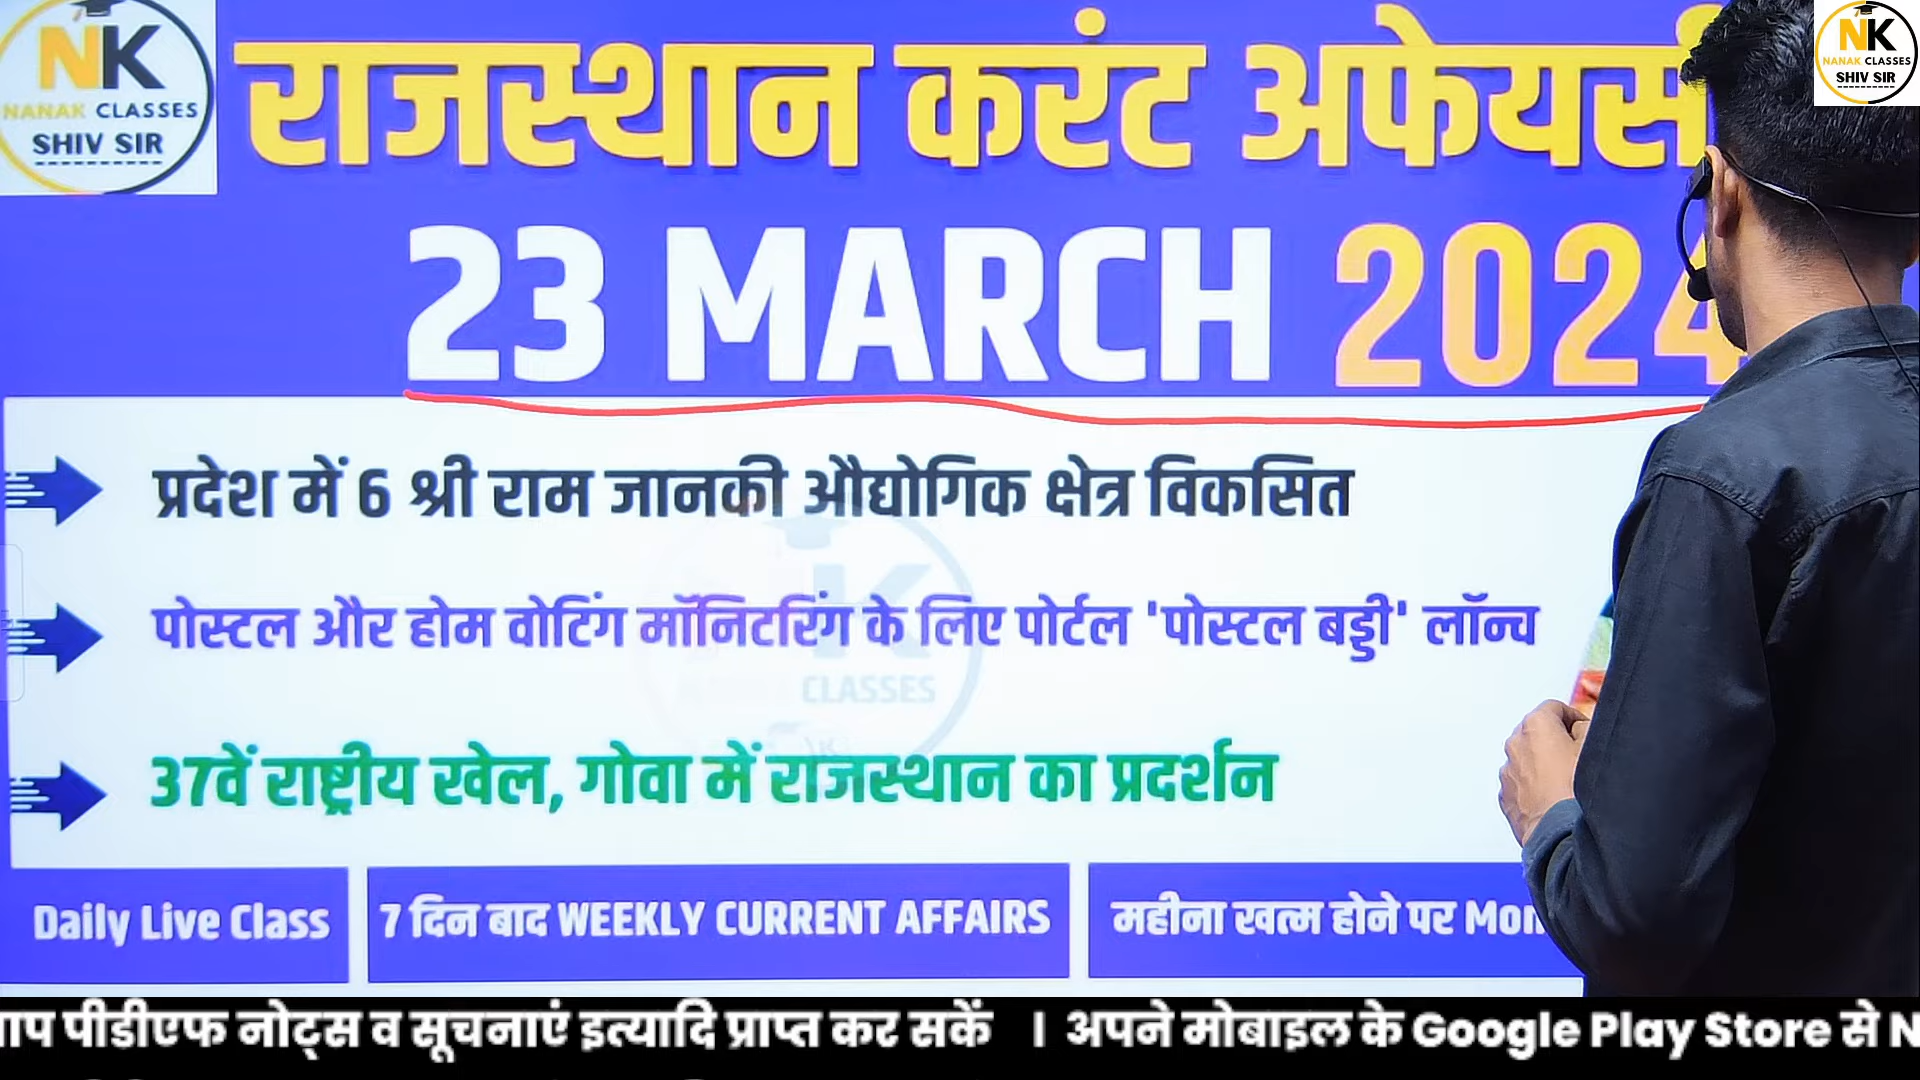 NK
NANAK CLASSES
SHIV SIR
राजस्थान करंट अफेयर्स
NK
NANAK CLASSES
SHIV SIR
23 MARCH 2024
प्रदेश में 6 श्री राम जानकी औद्योगिक क्षेत्र विकसित
पोस्टल और होम वोटिंग मॉनिटरिंग के लिए पोर्टल 'पोस्टल बड्डी' लॉन्च
K
CLASSES
37वें राष्ट्रीय खेल, गोवा में राजस्थान का प्रदर्शन
Daily Live Class
7 दिन बाद WEEKLY CURRENT AFFAIRS
महीना खत्म होने पर
पीडीएफ नोट्स व सूचनाएं इत्यादि प्राप्त कर सकें । अपने मोबाइल के Google Play Store से N